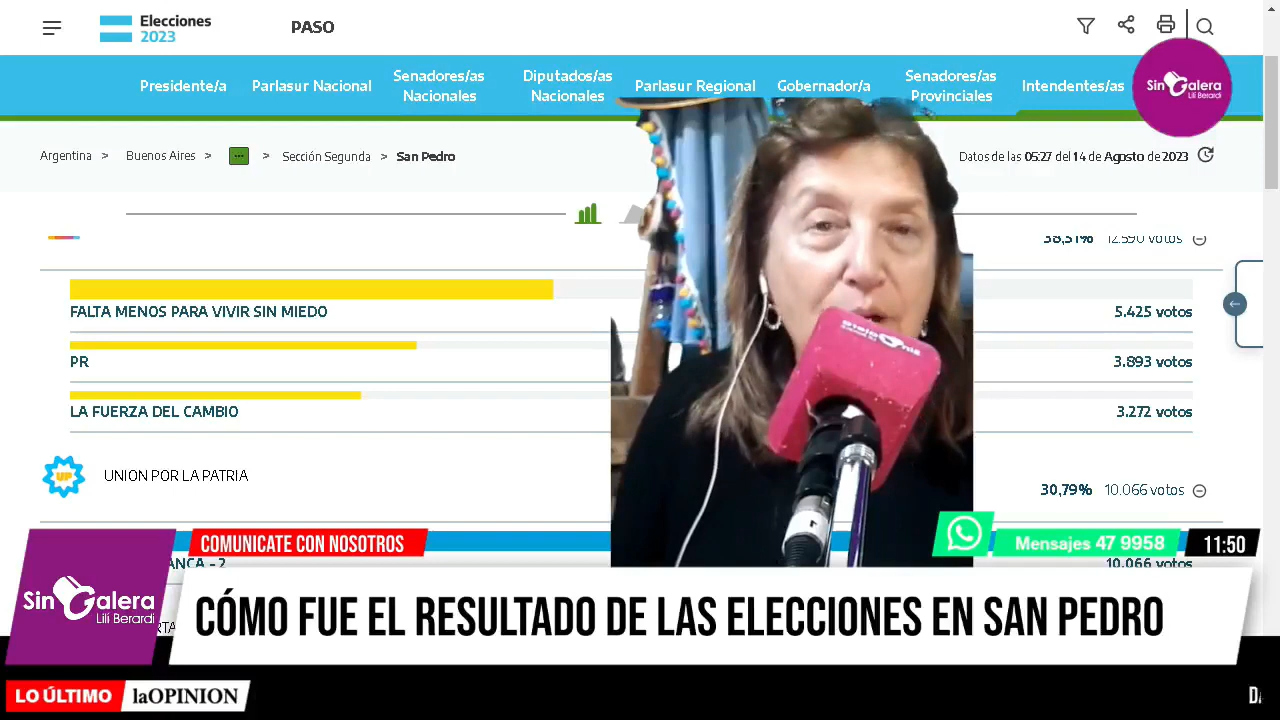 Elecciones
2023
PASO
Presidente/a
Parlasur Nacional
Senadores/as
Nacionales
Diputados/as
Nacionales
Parlasur Regional
Gobernador/a
Senadores/as
Provinciales
Intendentes/as
Sin Galera
Lili Berardi
Argentina > Buenos Aires > ... > Sección Segunda > San Pedro
Datos de las 05:27 del 14 de Agosto de 2023
38,51% 12.590 votos
FALTA MENOS PARA VIVIR SIN MIEDO 5.425 votos
PR 3.893 votos
LA FUERZA DEL CAMBIO 3.272 votos
UP UNION POR LA PATRIA
30,79% 10.066 votos
COMUNICATE CON NOSOTROS
Mensajes 47 9958
11:50
ANCA - 2 10.066 votos
Sin Galera
Lilí Berardi
CÓMO FUE EL RESULTADO DE LAS ELECCIONES EN SAN PEDRO
LO ÚLTIMO laOPINION